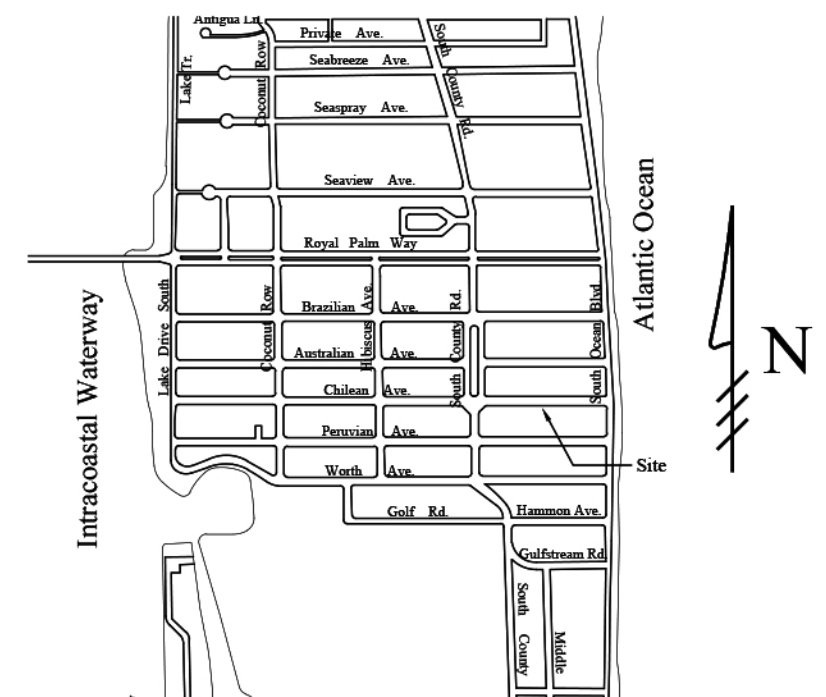 Antigua Ln.
Private Ave.
Seabreeze Ave.
Lake Tr.
Coconut Row
South County Rd.
Seaspray Ave.
Seaview Ave.
Royal Palm Way
Atlantic Ocean
N
Intracoastal Waterway
Lake Drive South
Coconut Row
Hibiscus Ave.
South County Rd.
South Ocean Blvd.
Brazilian Ave.
Australian Ave.
Chilean Ave.
Peruvian Ave.
Worth Ave.
Site
Golf Rd.
Hammon Ave.
Gulfstream Rd
South County
Middle